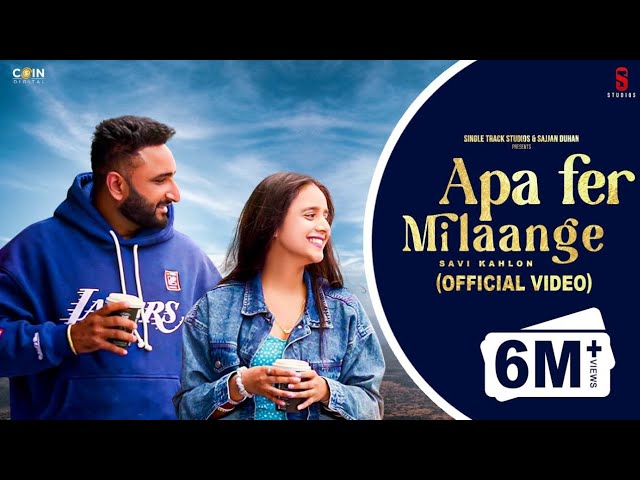 COIN
DIGITAL
S
STUDIOS
SINGLE TRACK STUDIOS & SAJJAN DUHAN
PRESENTS
Apa fer
Milaange
SAVI KAHLON
(OFFICIAL VIDEO)
6M+
VIEWS
LAKERS